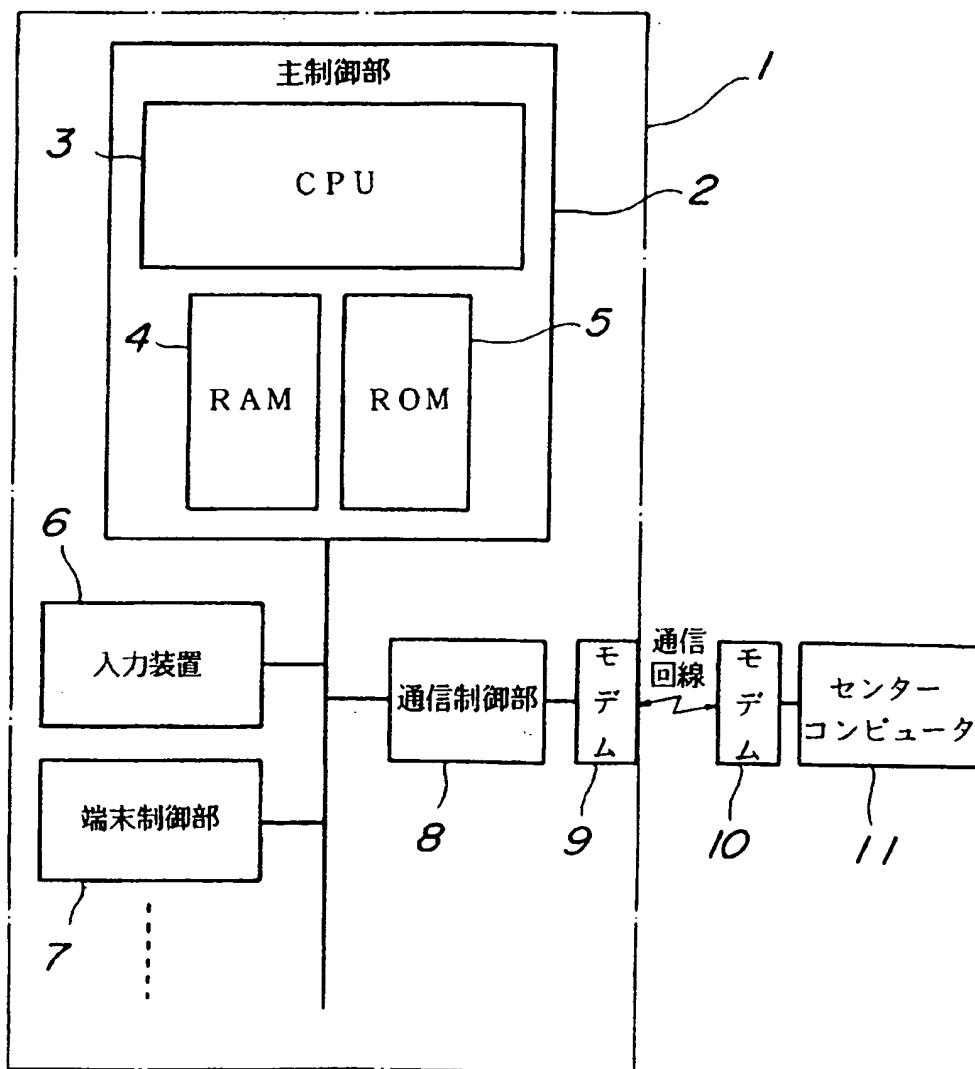 主制御部
1
3
CPU
2
4
5
RAM
ROM
6
入力装置
通信制御部
モデム
通信
回線
モデム
センター
コンピュータ
端末制御部
8
9
10
11
7